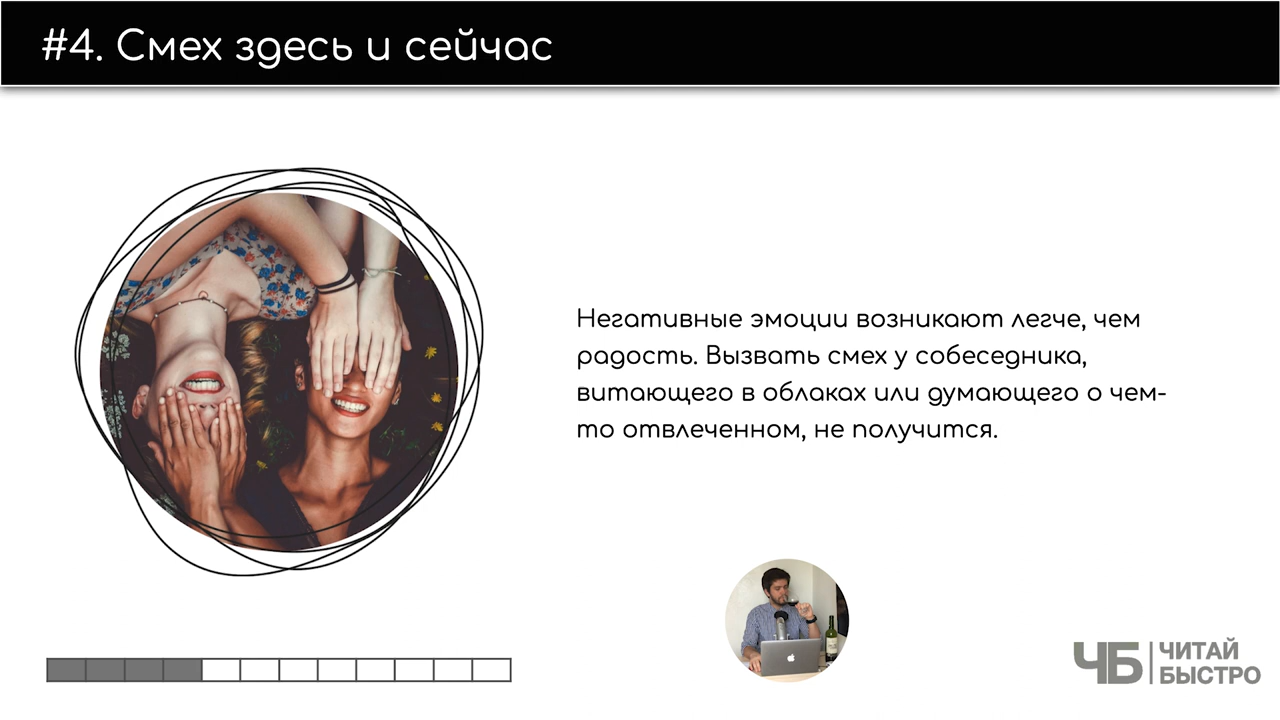 #4. Смех здесь и сейчас
Негативные эмоции возникают легче, чем
радость. Вызвать смех у собеседника,
витающего в облаках или думающего о чем-
то отвлеченном, не получится.
ЧБ
ЧИТАЙ
БЫСТРО